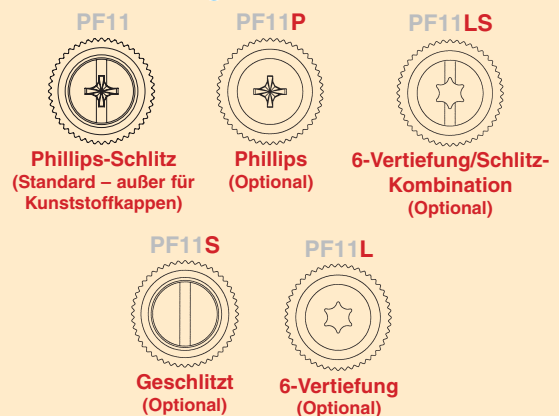 PF11 PF11P PF11LS
Phillips-Schlitz
(Standard – außer für
Kunststoffkappen)
Phillips
(Optional)
6-Vertiefung/Schlitz-
Kombination
(Optional)
PF11S PF11L
Geschlitzt
(Optional)
6-Vertiefung
(Optional)